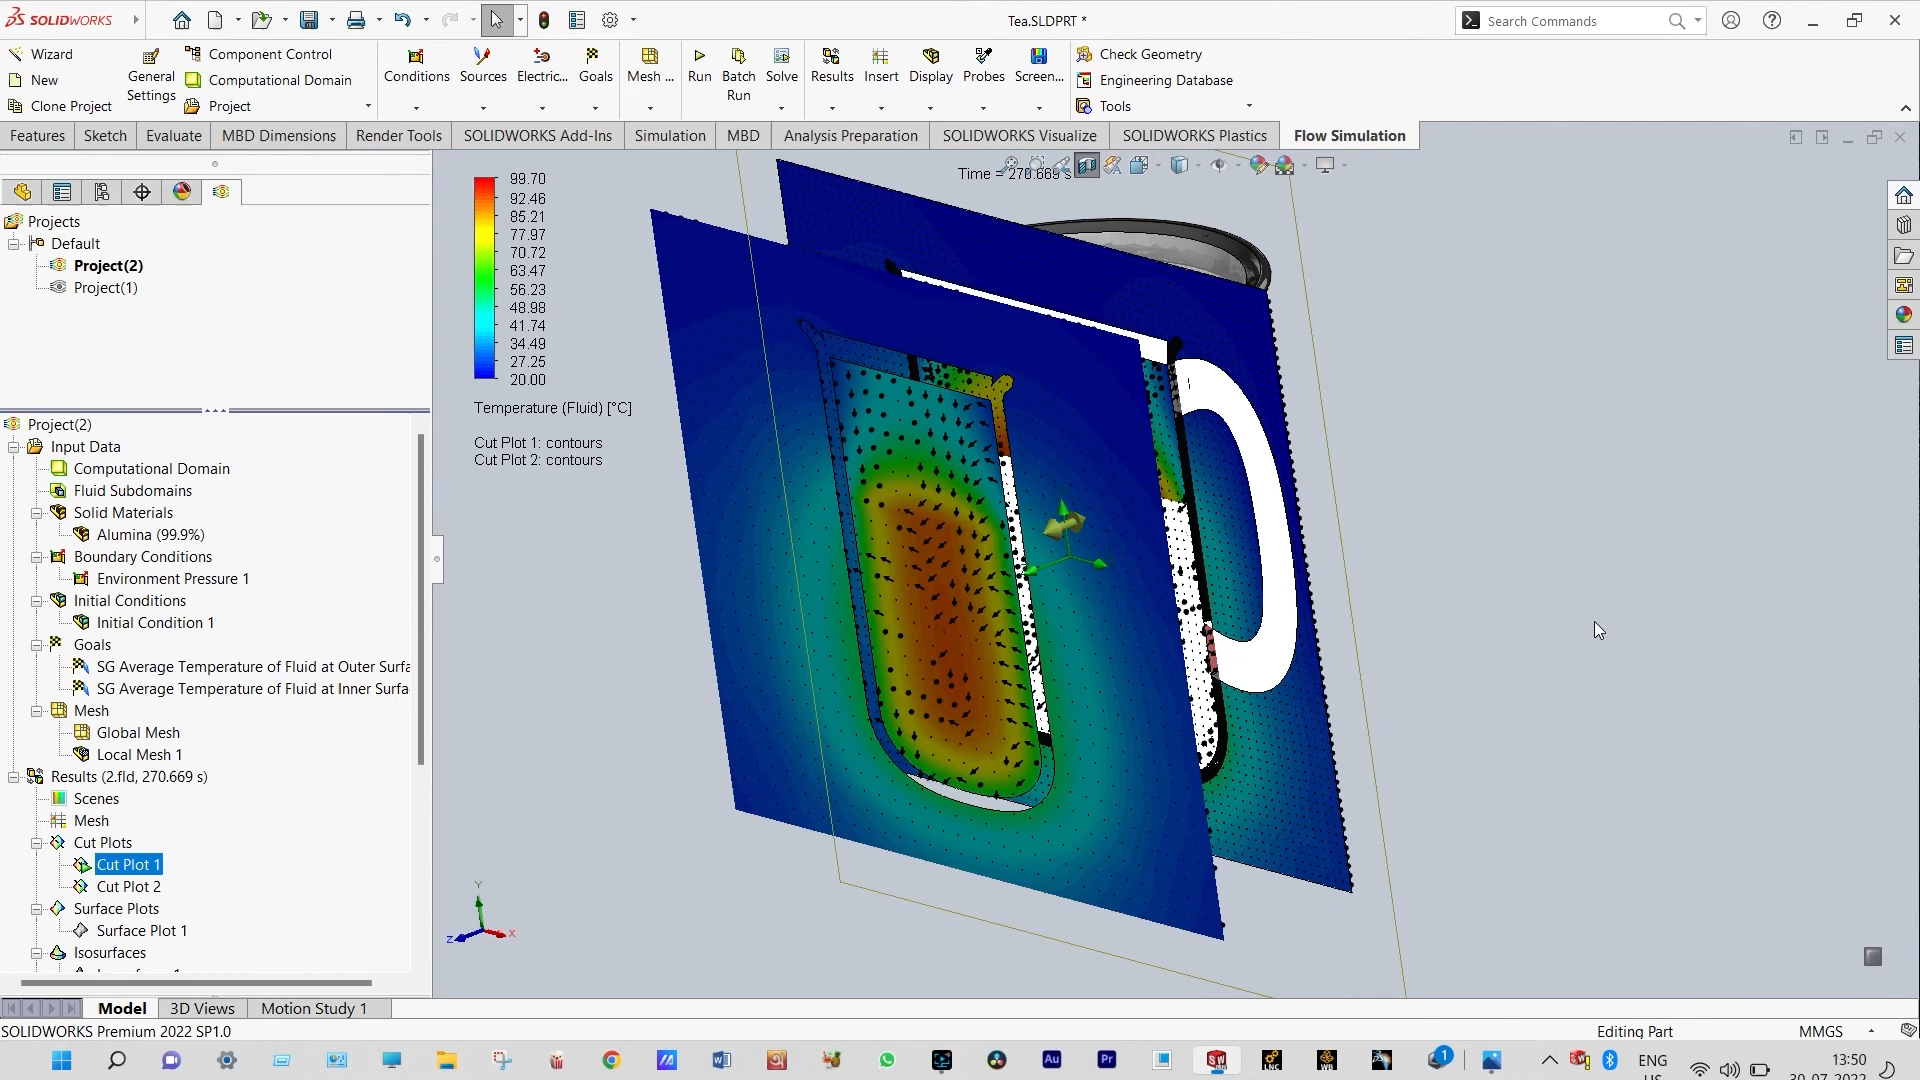 SOLIDWORKS
Tea.SLDPRT *
Search Commands
Wizard
New
Clone Project
General Settings
Component Control
Computational Domain
Project
Conditions
Sources
Electric...
Goals
Mesh ...
Run
Batch Run
Solve
Results
Insert
Display
Probes
Screen...
Check Geometry
Engineering Database
Tools
Features
Sketch
Evaluate
MBD Dimensions
Render Tools
SOLIDWORKS Add-Ins
Simulation
MBD
Analysis Preparation
SOLIDWORKS Visualize
SOLIDWORKS Plastics
Flow Simulation
Projects
Default
Project(2)
Project(1)
Project(2)
Input Data
Computational Domain
Fluid Subdomains
Solid Materials
Alumina (99.9%)
Boundary Conditions
Environment Pressure 1
Initial Conditions
Initial Condition 1
Goals
SG Average Temperature of Fluid at Outer Surfa
SG Average Temperature of Fluid at Inner Surfa
Mesh
Global Mesh
Local Mesh 1
Results (2.fld, 270.669 s)
Scenes
Mesh
Cut Plots
Cut Plot 1
Cut Plot 2
Surface Plots
Surface Plot 1
Isosurfaces
Time = 270.669 s
99.70
92.46
85.21
77.97
70.72
63.47
56.23
48.98
41.74
34.49
27.25
20.00
Temperature (Fluid) [°C]
Cut Plot 1: contours
Cut Plot 2: contours
Y
Z
X
Model
3D Views
Motion Study 1
SOLIDWORKS Premium 2022 SP1.0
Editing Part
MMGS
Au
Pr
1
ENG
13:50
30-07-2022